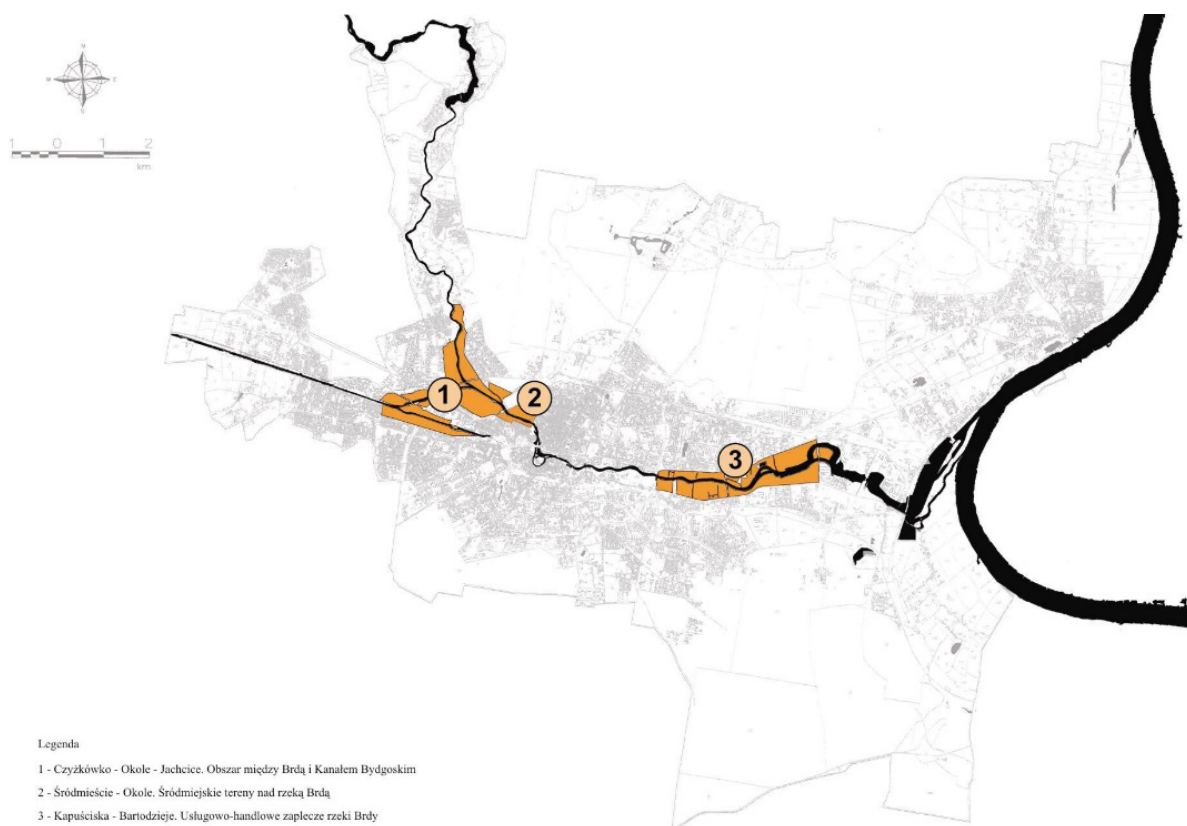 N
W E
S
1 0 1 2
km
1
2
3
Legenda
1 - Czyżkówko - Okole - Jachcice. Obszar między Brdą i Kanałem Bydgoskim
2 - Śródmieście - Okole. Śródmiejskie tereny nad rzeką Brdą
3 - Kapuściska - Bartodzieje. Usługowo-handlowe zaplecze rzeki Brdy